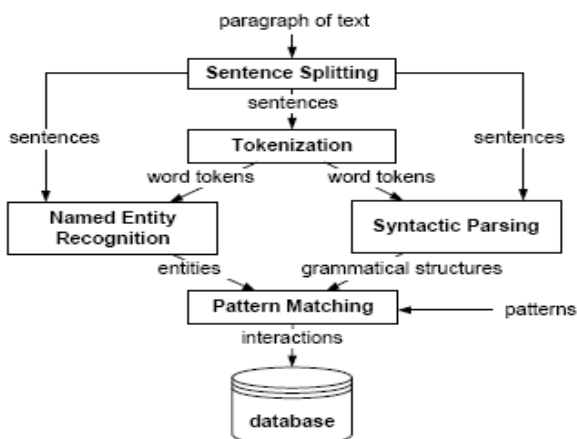 paragraph of text
Sentence Splitting
sentences
sentences
sentences
Tokenization
word tokens
word tokens
Named Entity
Recognition
Syntactic Parsing
entities
grammatical structures
Pattern Matching
patterns
interactions
database